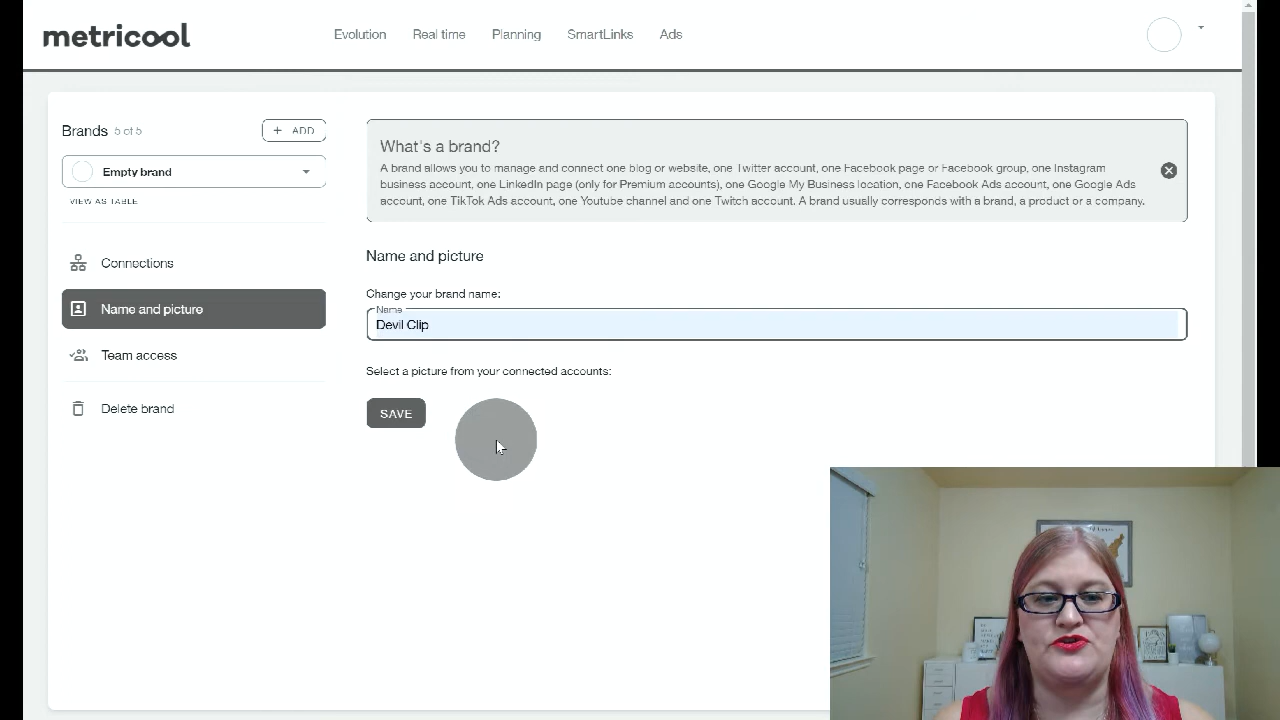 metricool
Evolution
Real time
Planning
SmartLinks
Ads
Brands 5 of 5
+ ADD
Empty brand
VIEW AS TABLE
Connections
Name and picture
Team access
Delete brand
What's a brand?
A brand allows you to manage and connect one blog or website, one Twitter account, one Facebook page or Facebook group, one Instagram
business account, one LinkedIn page (only for Premium accounts), one Google My Business location, one Facebook Ads account, one Google Ads
account, one TikTok Ads account, one Youtube channel and one Twitch account. A brand usually corresponds with a brand, a product or a company.
Name and picture
Change your brand name:
Name
Devil Clip
Select a picture from your connected accounts:
SAVE